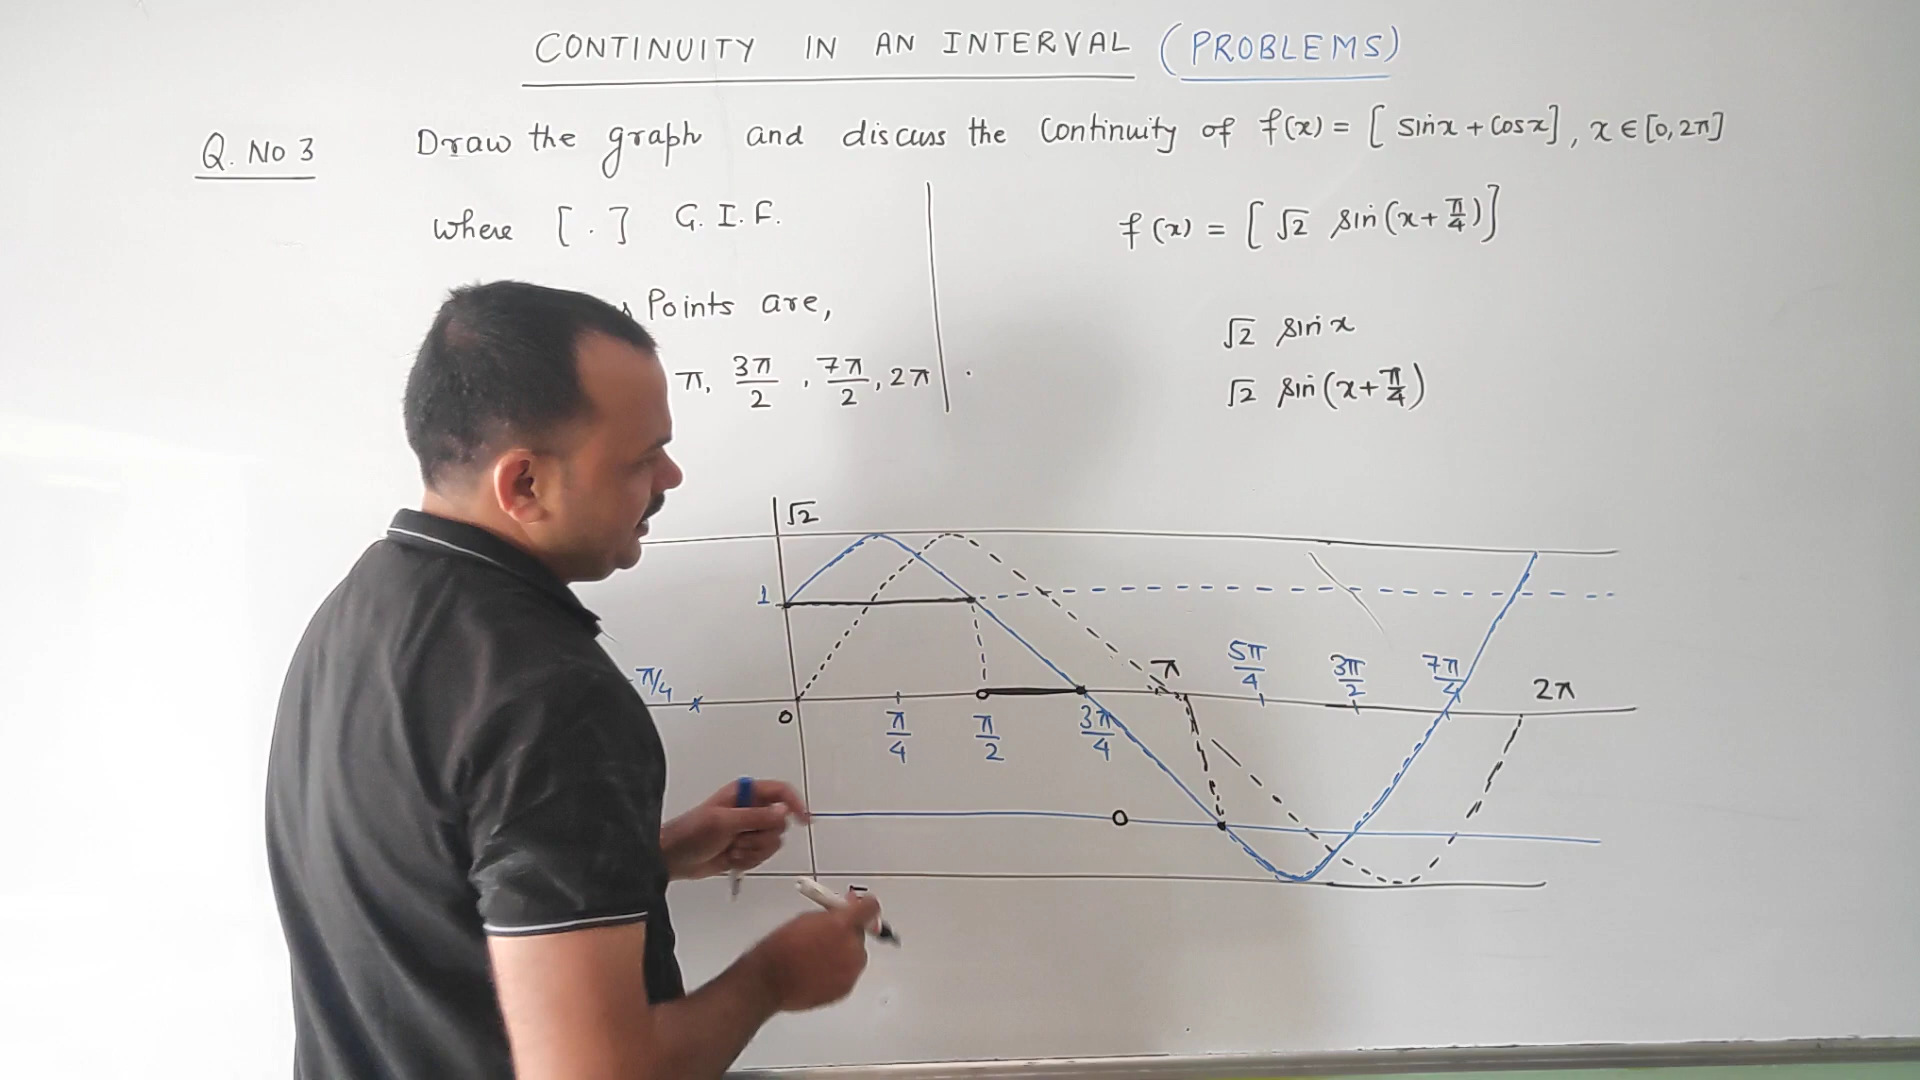 CONTINUITY IN AN INTERVAL (PROBLEMS)
Q. No 3 Draw the graph and discuss the Continuity of f(x) = [sinx + Cosx], x ∈ [0, 2π]
where [.] G.I.F.
f(x) = [√2 sin(x + π/4)]
Points are,
√2 sin x
π, 3π/2, 7π/2, 2π.
√2 sin(x + π/4)
√2
1
-π/4
0
π/4
π/2
3π/4
π
5π/4
3π/2
7π/4
2π